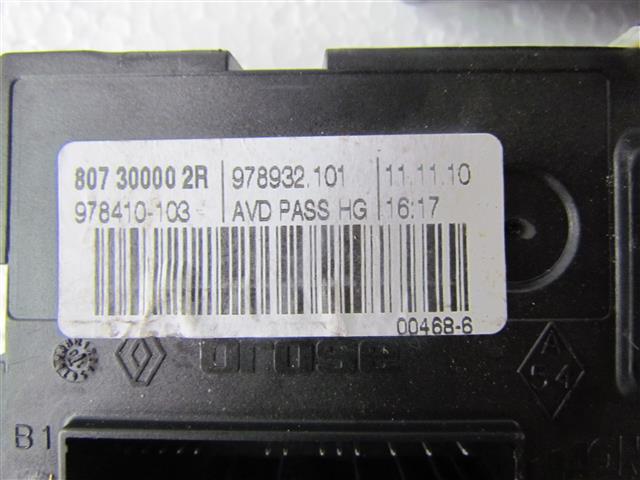 807 30000 2R 978932.101 11.11.10
978410-103 AVD PASS HG 16:17
00468-6
brose
A
54
B1